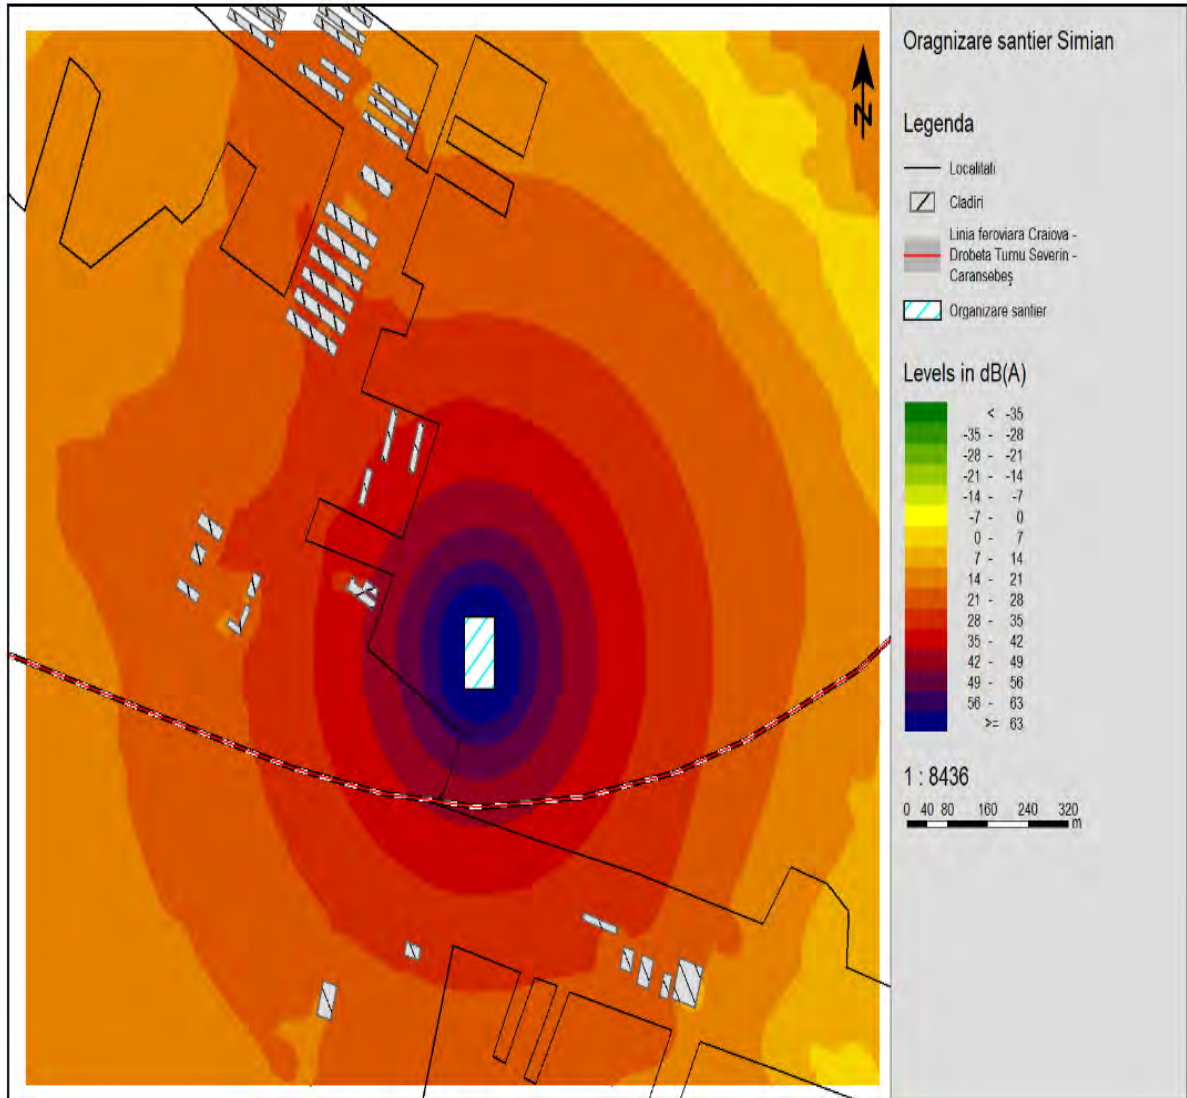 Oragnizare santier Simian
N
Legenda
Localitati
Cladiri
Linia feroviara Craiova -
Drobeta Turnu Severin -
Caransebeş
Organizare santier
Levels in dB(A)
< -35
-35 - -28
-28 - -21
-21 - -14
-14 - -7
-7 - 0
0 - 7
7 - 14
14 - 21
21 - 28
28 - 35
35 - 42
42 - 49
49 - 56
56 - 63
>= 63
1 : 8436
0 40 80 160 240 320
m